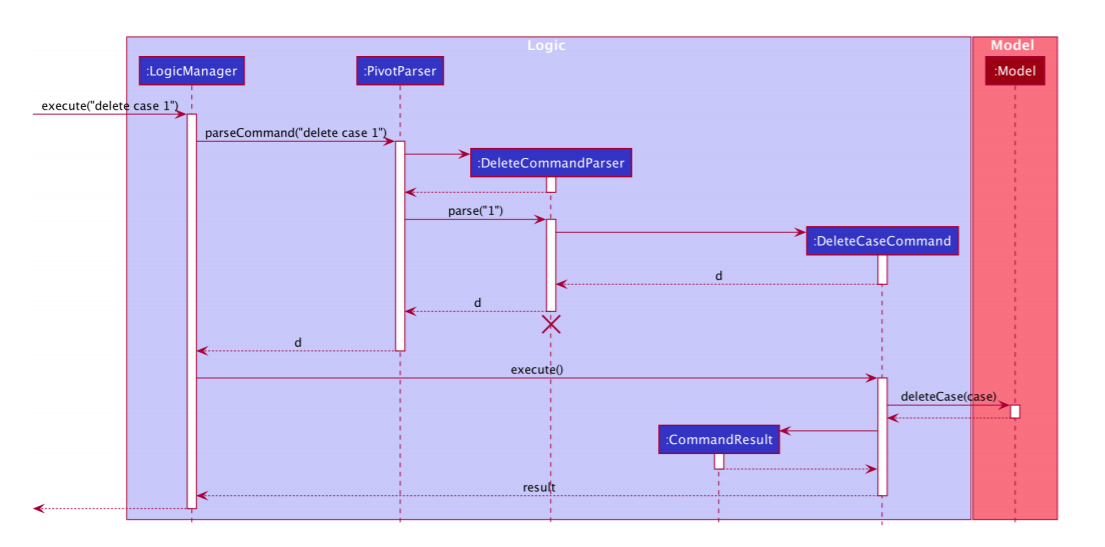 Logic
Model
:LogicManager
:PivotParser
:Model
execute("delete case 1")
parseCommand("delete case 1")
:DeleteCommandParser
parse("1")
:DeleteCaseCommand
d
d
d
execute()
deleteCase(case)
:CommandResult
result